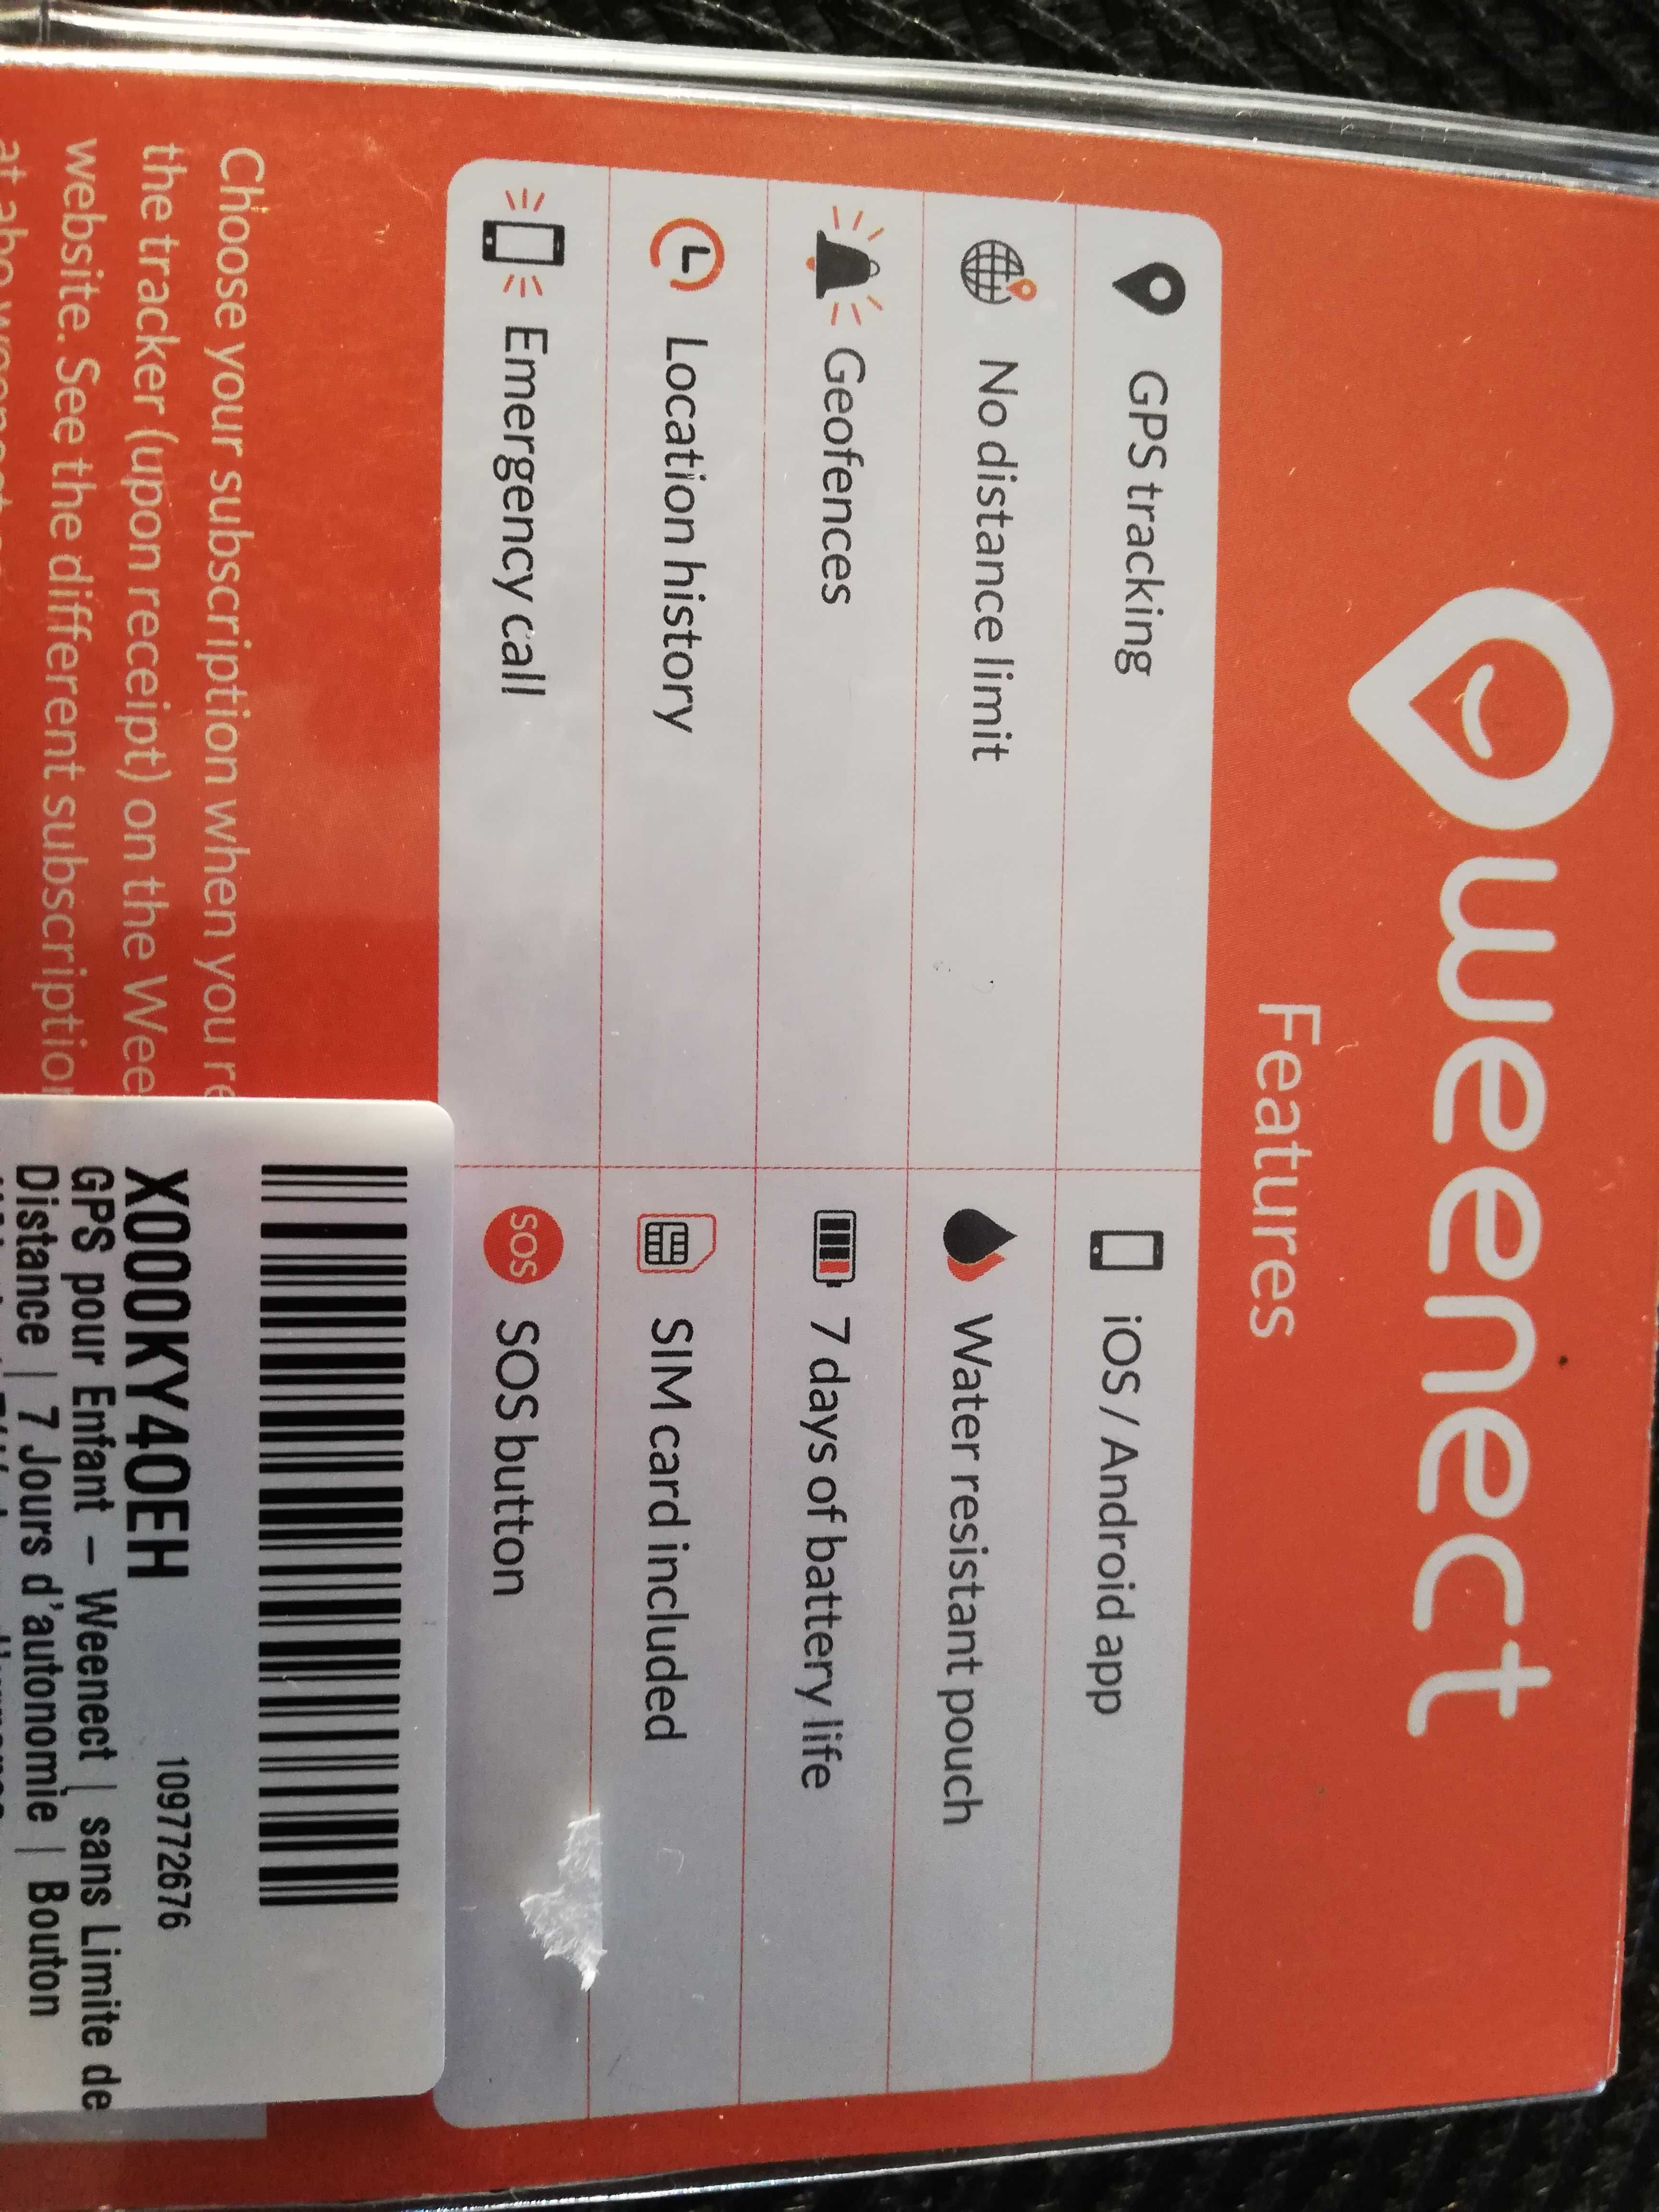 weenect
Features
GPS tracking
iOS / Android app
No distance limit
Water resistant pouch
Geofences
7 days of battery life
Location history
SIM card included
Emergency call
SOS
SOS button
Choose your subscription when you re
the tracker (upon receipt) on the Wee
website. See the different subscription
X000KY40EH
109772676
GPS pour Enfant – Weenect | sans Limite de
Distance | 7 Jours d'autonomie | Bouton